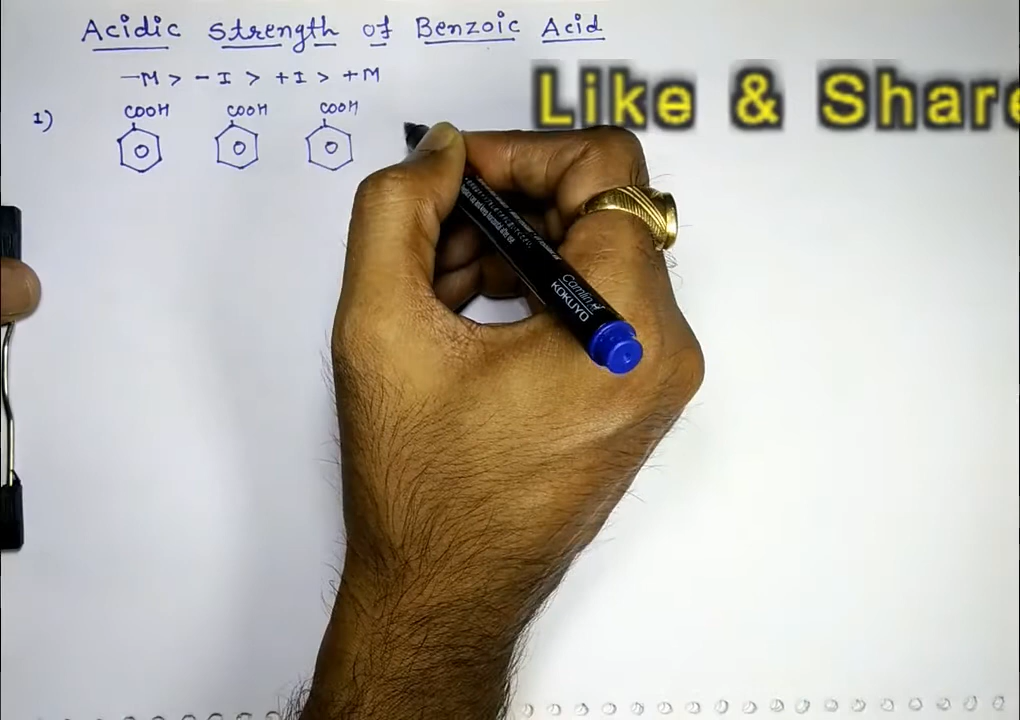 Acidic Strength of Benzoic Acid
-M > -I > +I > +M
Like & Share
1) COOH COOH COOH
Camlin
KOKUYO